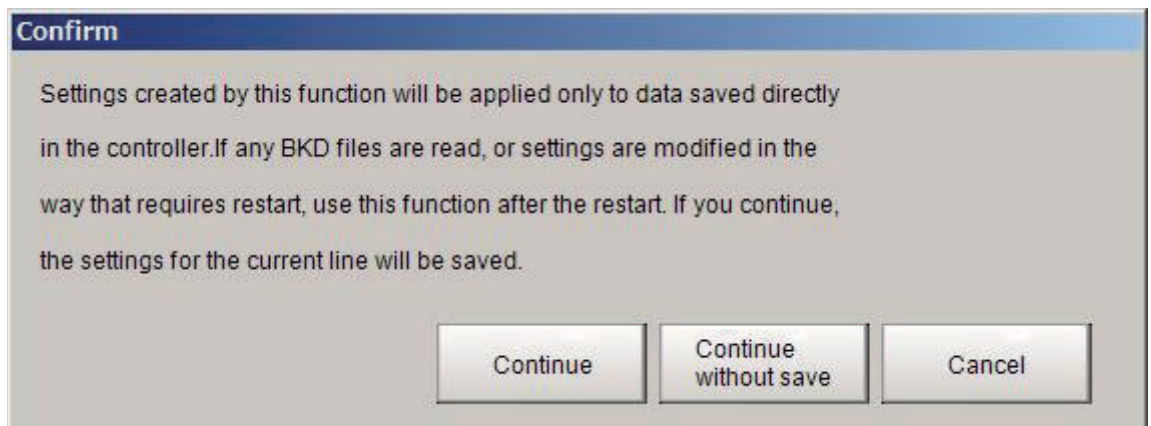 Confirm
Settings created by this function will be applied only to data saved directly
in the controller.If any BKD files are read, or settings are modified in the
way that requires restart, use this function after the restart. If you continue,
the settings for the current line will be saved.
Continue
Continue
without save
Cancel